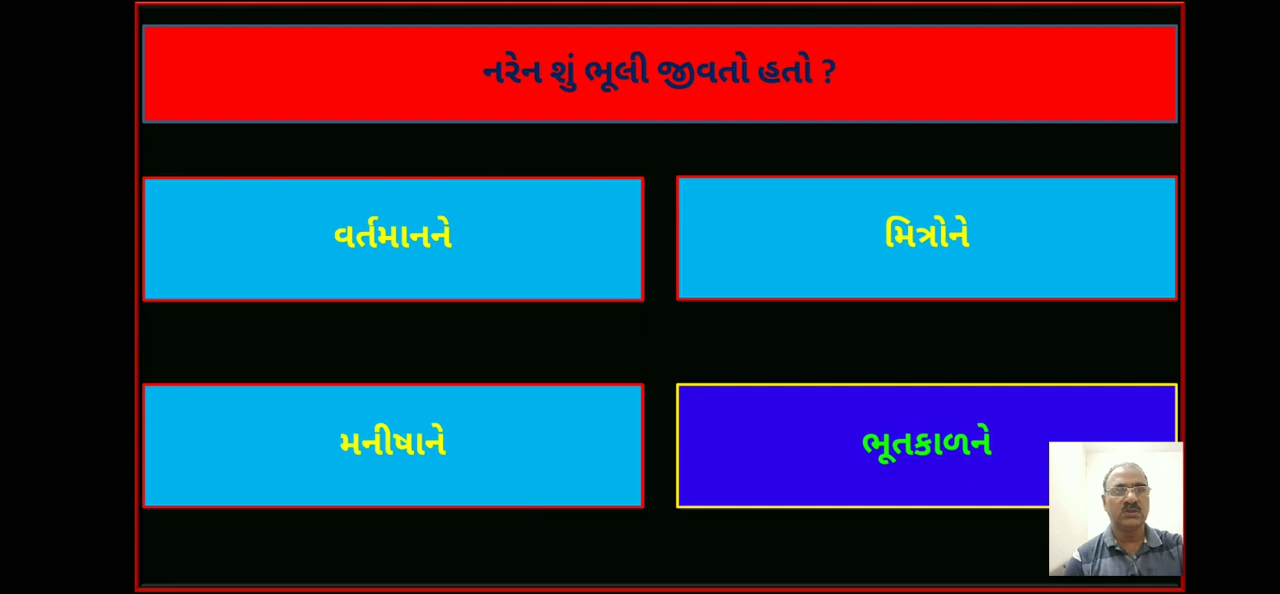 નરેન શું ભૂલી જીવતો હતો ?
વર્તમાનને
મિત્રોને
મનીષાને
ભૂતકાળને